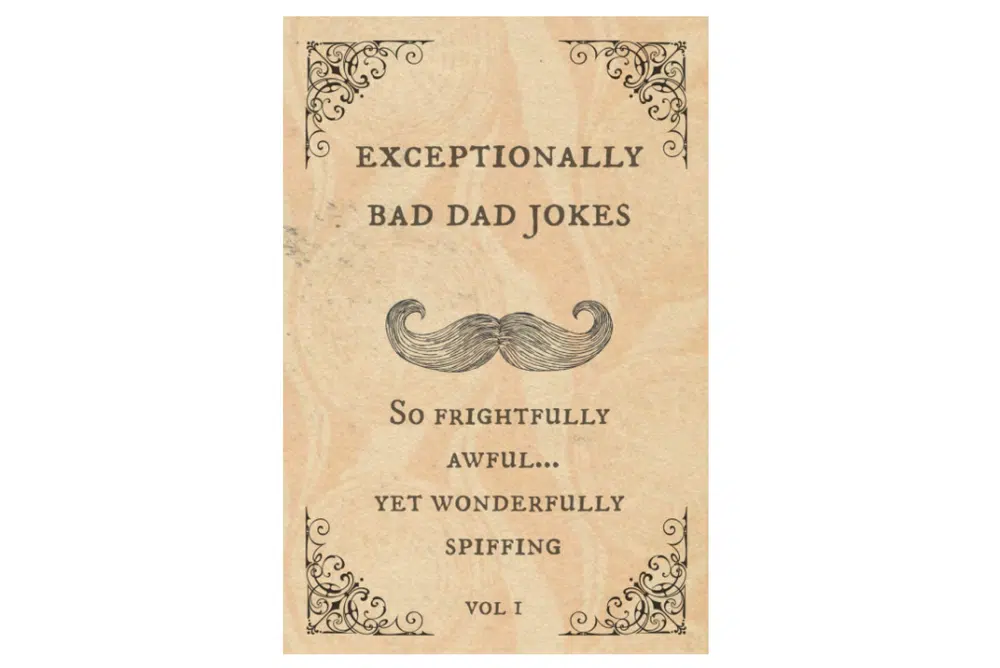 EXCEPTIONALLY
BAD DAD JOKES
SO FRIGHTFULLY
AWFUL...
YET WONDERFULLY
SPIFFING
VOL I